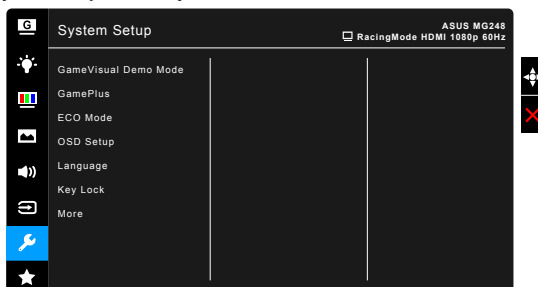 G
System Setup
ASUS MG248
RacingMode HDMI 1080p 60Hz
GameVisual Demo Mode
GamePlus
ECO Mode
OSD Setup
Language
Key Lock
More